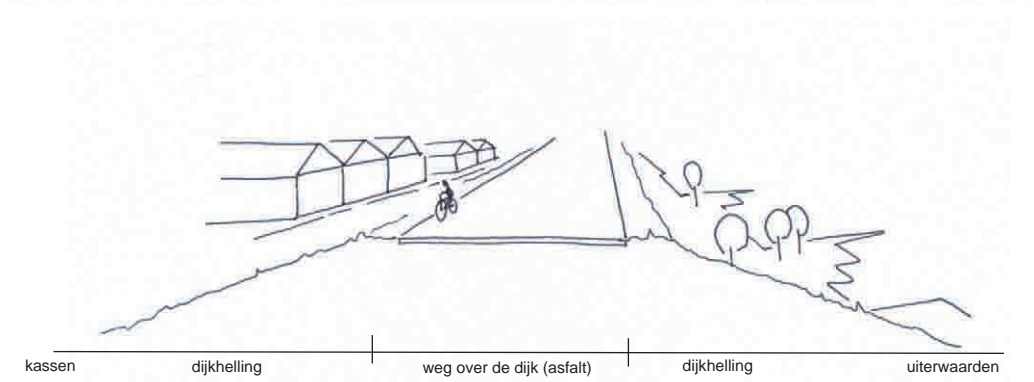 kassen dijkhelling weg over de dijk (asfalt) dijkhelling uiterwaarden